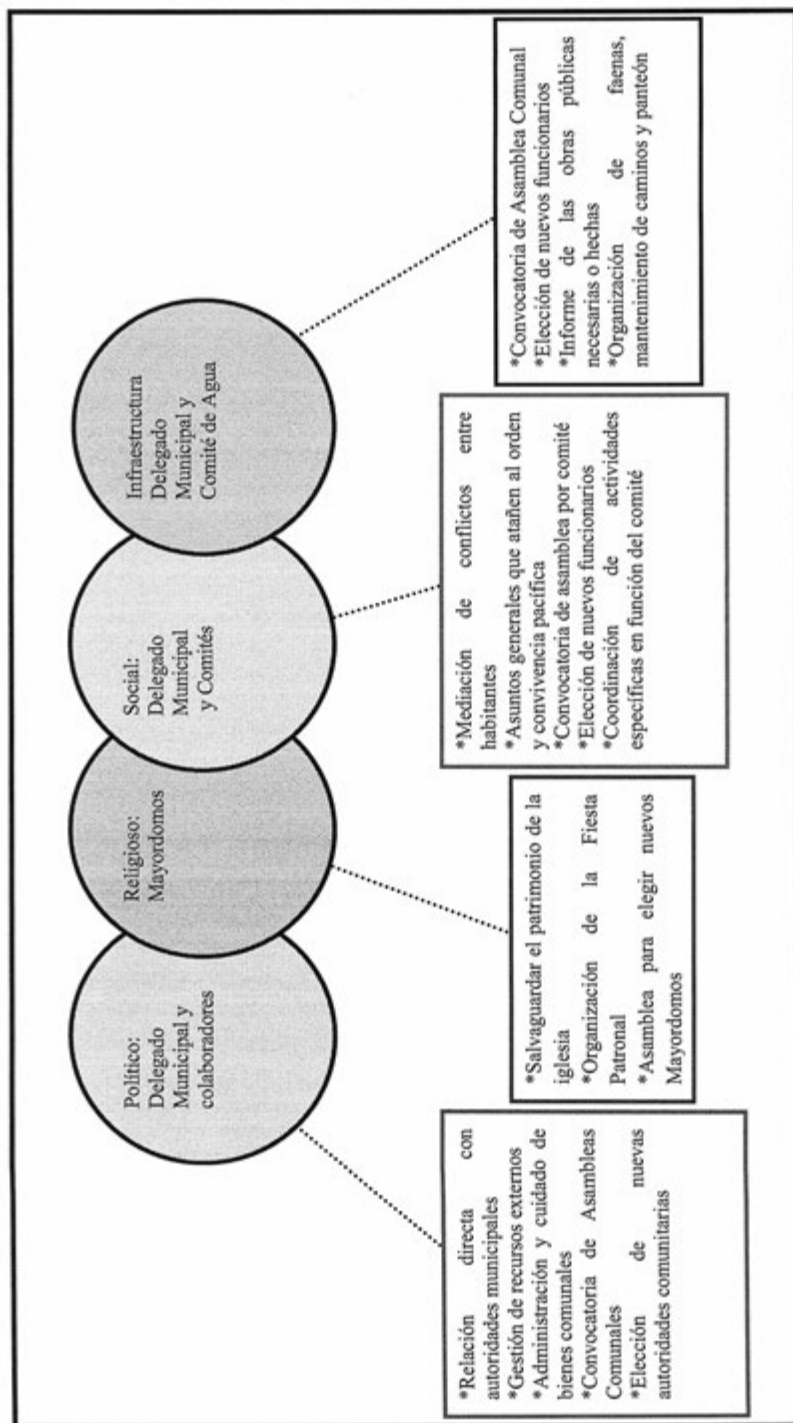 Político:
Delegado
Municipal y
colaboradores
Religioso:
Mayordomos
Social:
Delegado
Municipal
y Comités
Infraestructura
Delegado
Municipal y
Comité de Agua
*Relación directa con
autoridades municipales
*Gestión de recursos externos
*Administración y cuidado de
bienes comunales
*Convocatoria de Asambleas
Comunales
*Elección de nuevas
autoridades comunitarias
*Salvaguardar el patrimonio de la
iglesia
*Organización de la Fiesta
Patronal
*Asamblea para elegir nuevos
Mayordomos
*Mediación de conflictos entre
habitantes
*Asuntos generales que atañen al orden
y convivencia pacífica
*Convocatoria de asamblea por comité
*Elección de nuevos funcionarios
*Coordinación de actividades
específicas en función del comité
*Convocatoria de Asamblea Comunal
*Elección de nuevos funcionarios
*Informe de las obras públicas
necesarias o hechas
*Organización de faenas,
mantenimiento de caminos y panteón